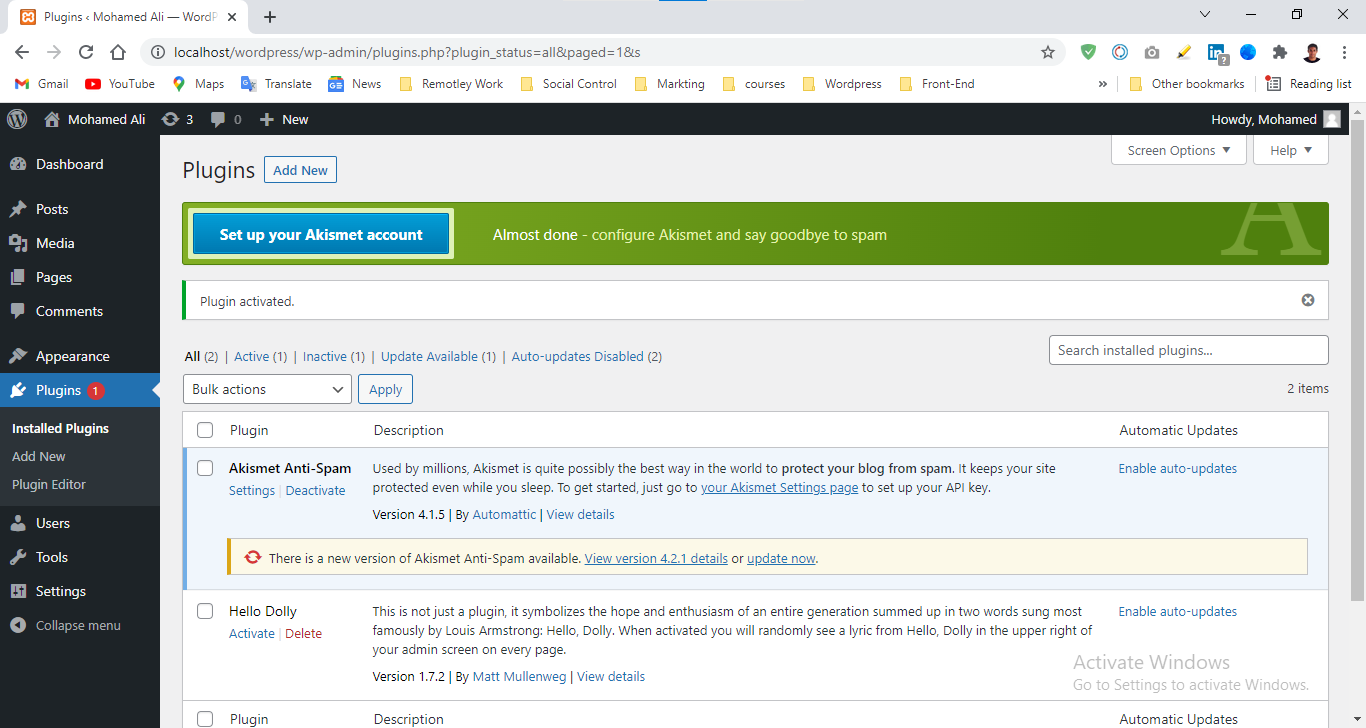 Plugins ‹ Mohamed Ali — WordP
localhost/wordpress/wp-admin/plugins.php?plugin_status=all&paged=1&s
Gmail YouTube Maps Translate News Remotley Work Social Control Markting courses Wordpress Front-End » Other bookmarks Reading list
Mohamed Ali 3 0 + New Howdy, Mohamed
Screen Options ▼ Help ▼
Dashboard
Posts
Media
Pages
Comments
Appearance
Plugins 1
Installed Plugins
Add New
Plugin Editor
Users
Tools
Settings
Collapse menu
Plugins Add New
Set up your Akismet account Almost done - configure Akismet and say goodbye to spam
A
Plugin activated.
All (2) | Active (1) | Inactive (1) | Update Available (1) | Auto-updates Disabled (2)
Search installed plugins...
Bulk actions Apply 2 items
Plugin Description Automatic Updates
Akismet Anti-Spam
Settings | Deactivate
Used by millions, Akismet is quite possibly the best way in the world to protect your blog from spam. It keeps your site
protected even while you sleep. To get started, just go to your Akismet Settings page to set up your API key.
Version 4.1.5 | By Automattic | View details
Enable auto-updates
There is a new version of Akismet Anti-Spam available. View version 4.2.1 details or update now.
Hello Dolly
Activate | Delete
This is not just a plugin, it symbolizes the hope and enthusiasm of an entire generation summed up in two words sung most
famously by Louis Armstrong: Hello, Dolly. When activated you will randomly see a lyric from Hello, Dolly in the upper right of
your admin screen on every page.
Version 1.7.2 | By Matt Mullenweg | View details
Enable auto-updates
Activate Windows
Go to Settings to activate Windows.
Plugin Description Automatic Updates